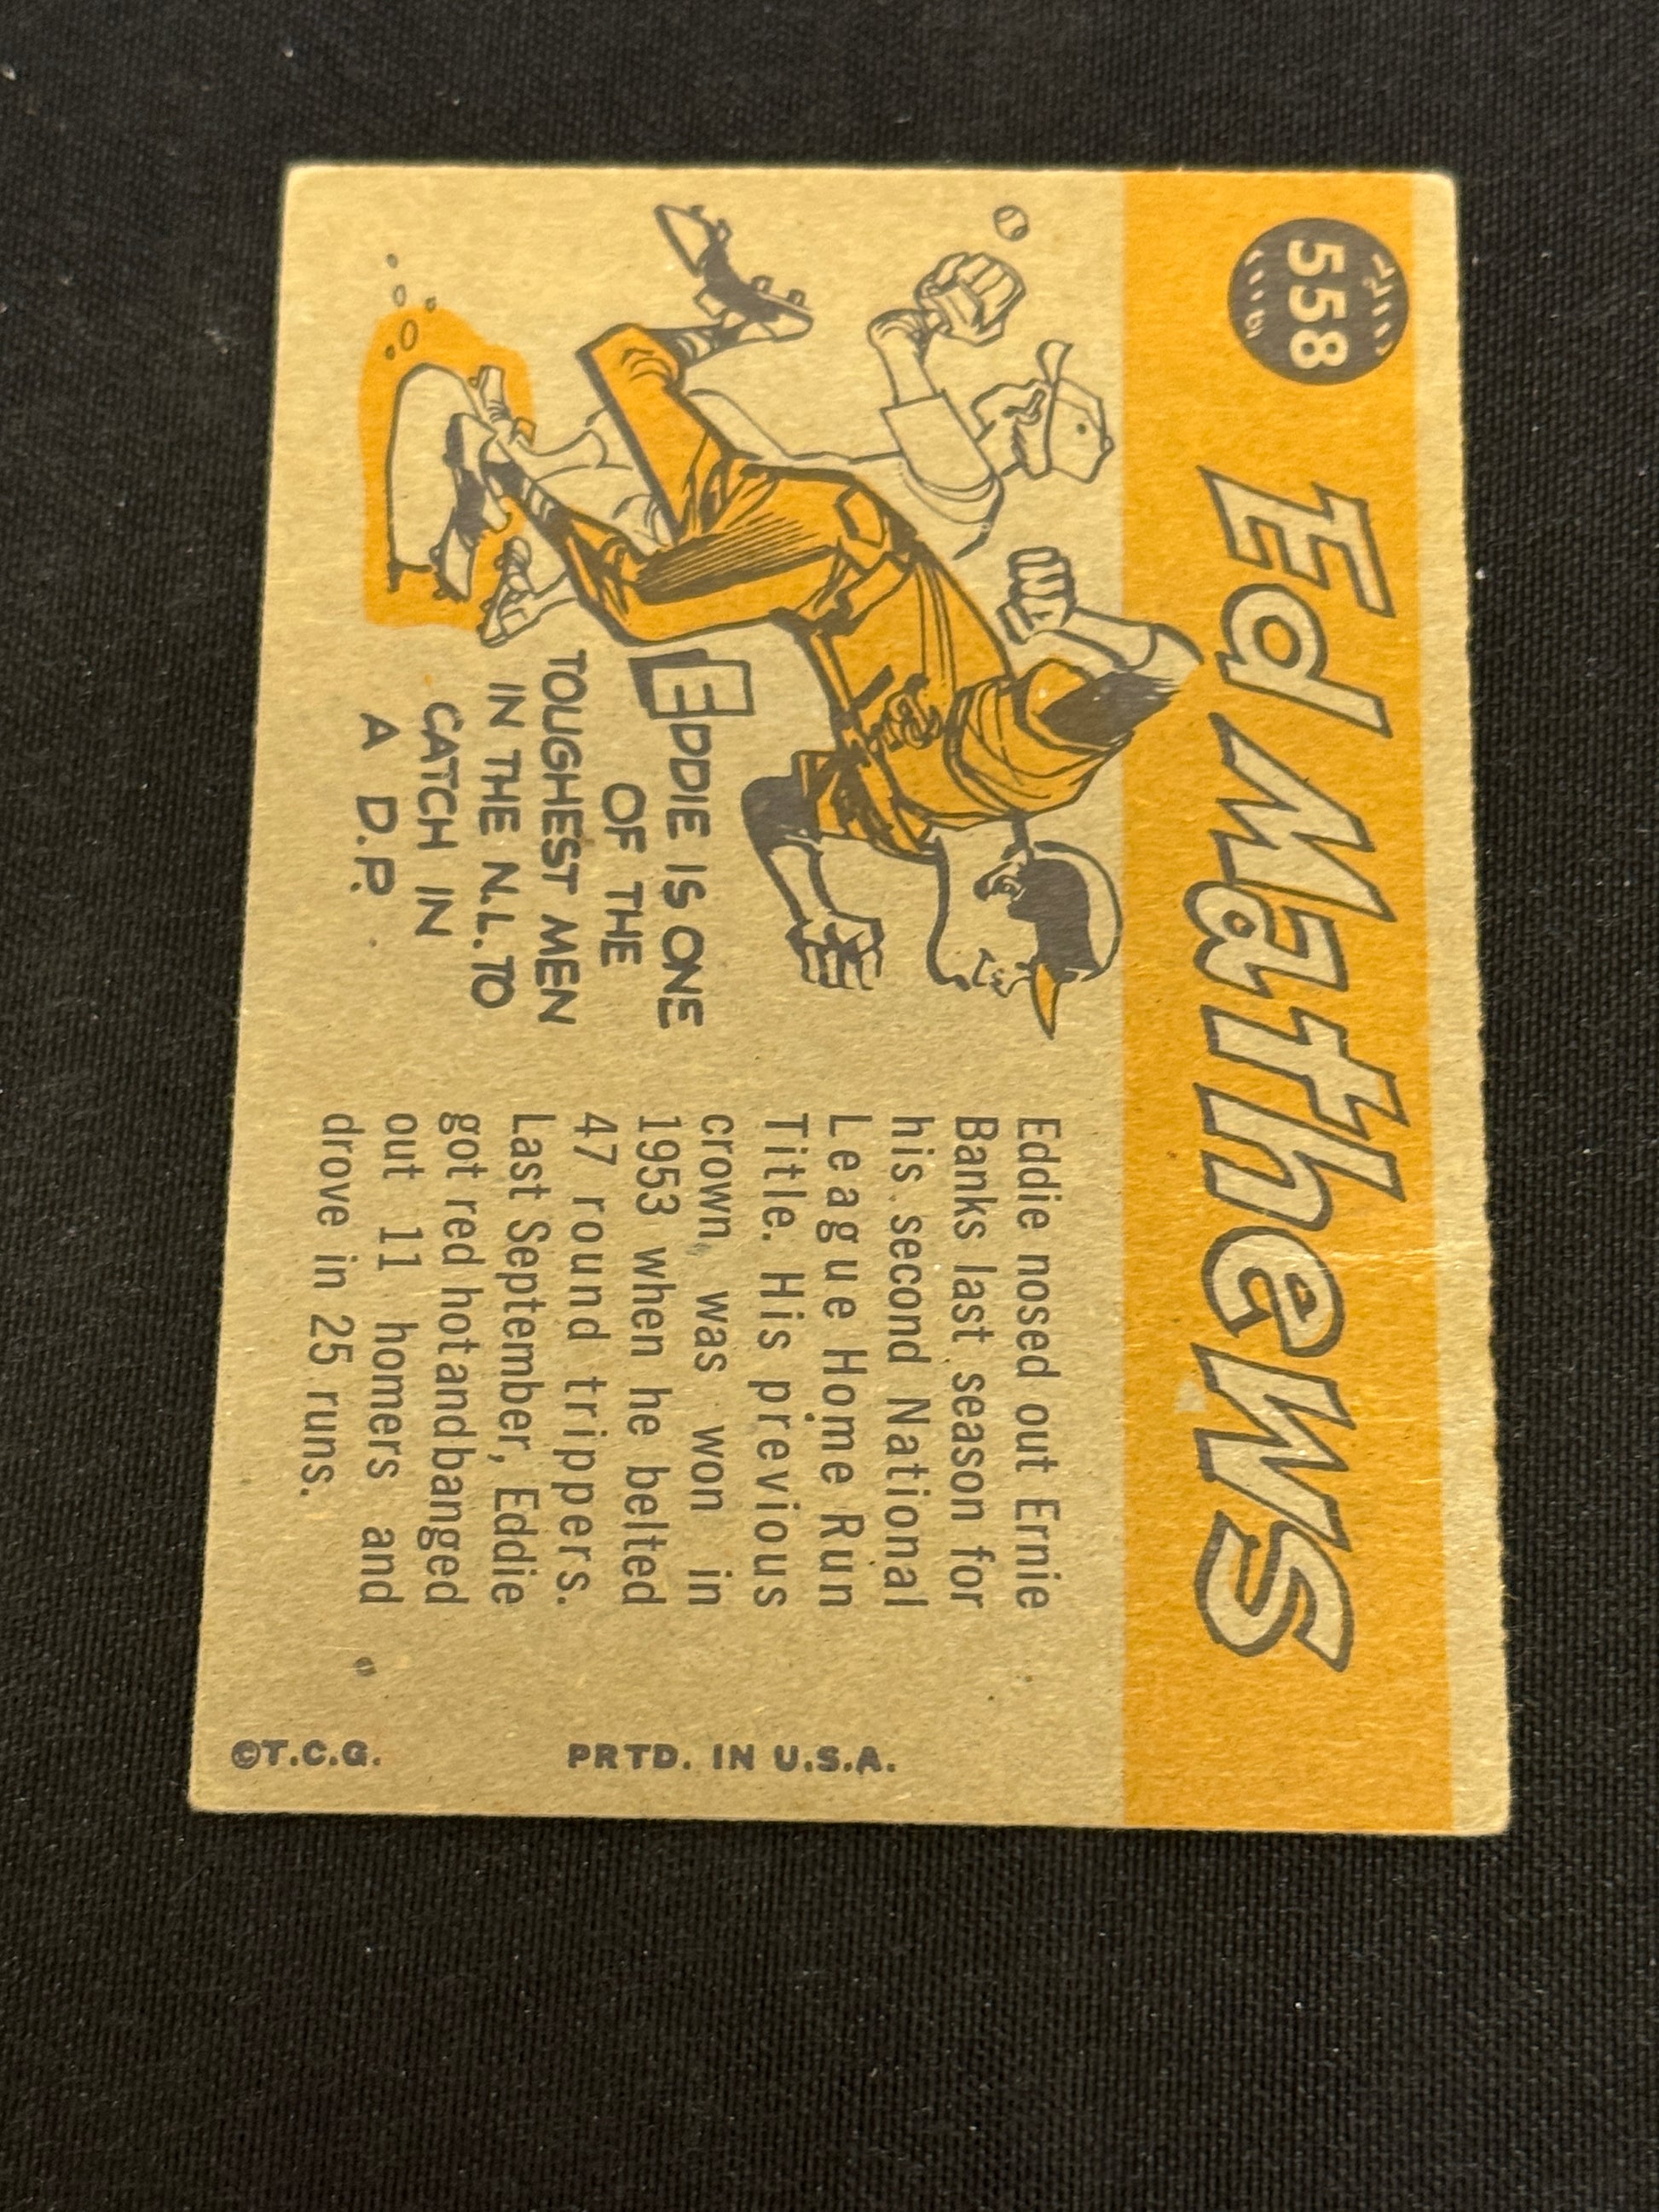 558
Ed Mathews
EDDIE IS ONE
OF THE
TOUGHEST MEN
IN THE N.L. TO
CATCH IN
A D.P.
Eddie nosed out Ernie
Banks last season for
his second National
League Home Run
Title. His previous
crown was won in
1953 when he belted
47 round trippers.
Last September, Eddie
got red hot and banged
out 11 homers and
drove in 25 runs.
©T.C.G.
PRTD. IN U.S.A.